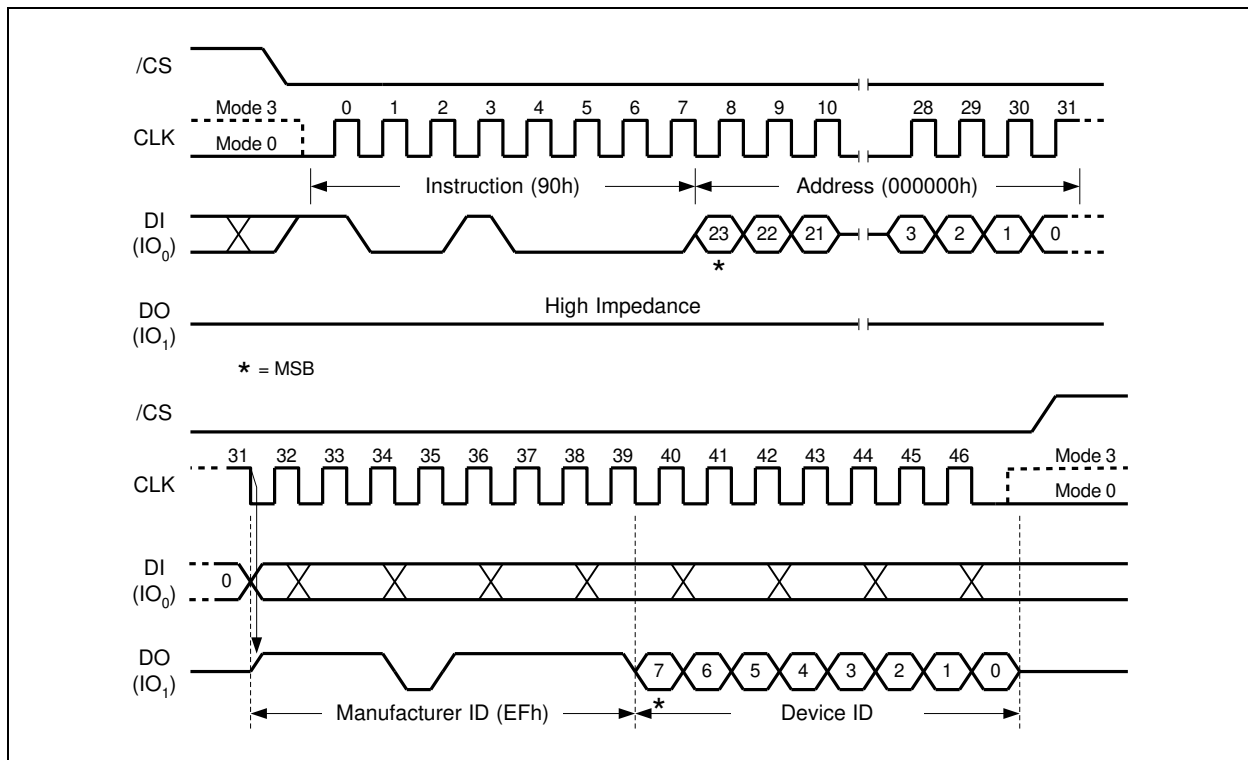 /CS
Mode 3 0 1 2 3 4 5 6 7 8 9 10 28 29 30 31
CLK
Mode 0
Instruction (90h) Address (000000h)
DI
(IO0) 23 22 21 3 2 1 0
*
DO High Impedance
(IO1)
* = MSB
/CS
31 32 33 34 35 36 37 38 39 40 41 42 43 44 45 46 Mode 3
CLK
Mode 0
DI
(IO0) 0
DO
(IO1) 7 6 5 4 3 2 1 0
*
Manufacturer ID (EFh) Device ID